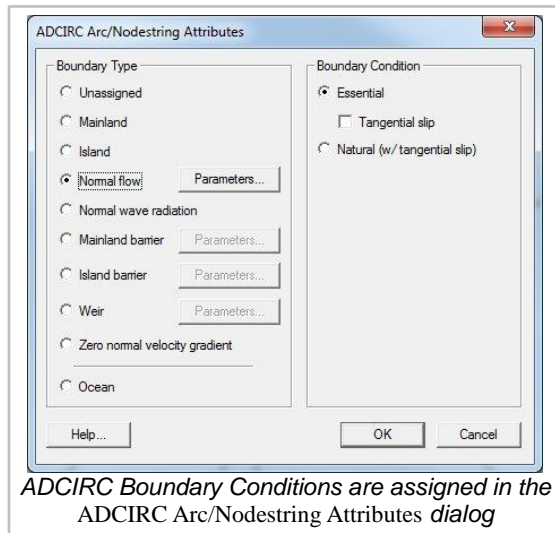 ADCIRC Arc/Nodestring Attributes
Boundary Type
Unassigned
Mainland
Island
Normal flow
Parameters...
Normal wave radiation
Mainland barrier
Parameters...
Island barrier
Parameters...
Weir
Parameters...
Zero normal velocity gradient
Ocean
Boundary Condition
Essential
Tangential slip
Natural (w/ tangential slip)
Help...
OK
Cancel
ADCIRC Boundary Conditions are assigned in the
ADCIRC Arc/Nodestring Attributes dialog